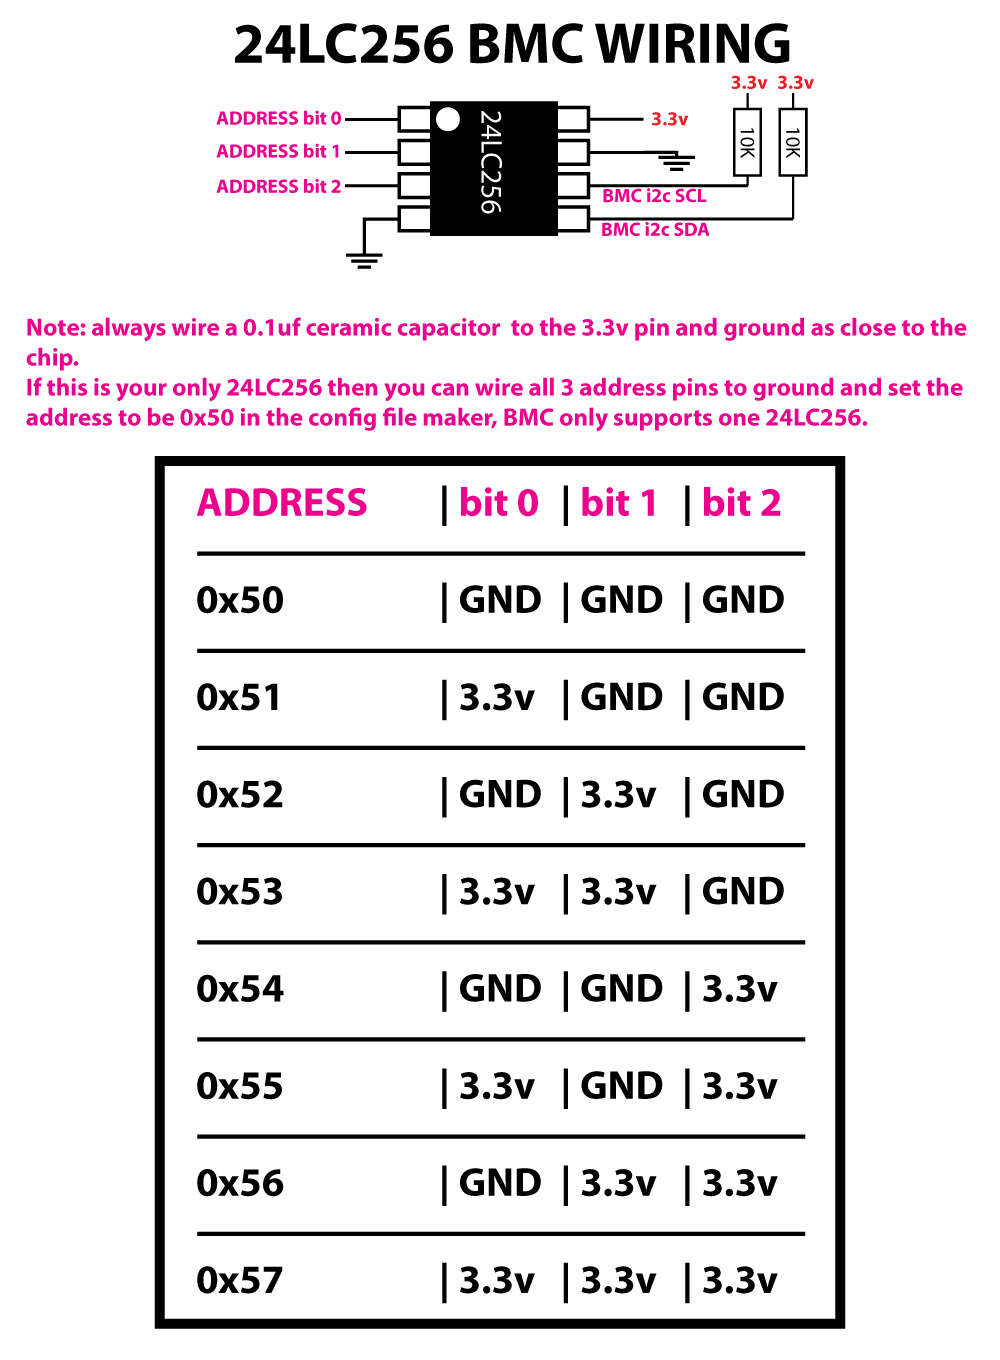 24LC256 BMC WIRING
3.3v 3.3v
ADDRESS bit 0
ADDRESS bit 1
ADDRESS bit 2
24LC256
3.3v
10K
10K
BMC i2c SCL
BMC i2c SDA
Note: always wire a 0.1uf ceramic capacitor  to the 3.3v pin and ground as close to the
chip.
If this is your only 24LC256 then you can wire all 3 address pins to ground and set the
address to be 0x50 in the config file maker, BMC only supports one 24LC256.
ADDRESS | bit 0 | bit 1 | bit 2
0x50 | GND | GND | GND
0x51 | 3.3v | GND | GND
0x52 | GND | 3.3v | GND
0x53 | 3.3v | 3.3v | GND
0x54 | GND | GND | 3.3v
0x55 | 3.3v | GND | 3.3v
0x56 | GND | 3.3v | 3.3v
0x57 | 3.3v | 3.3v | 3.3v